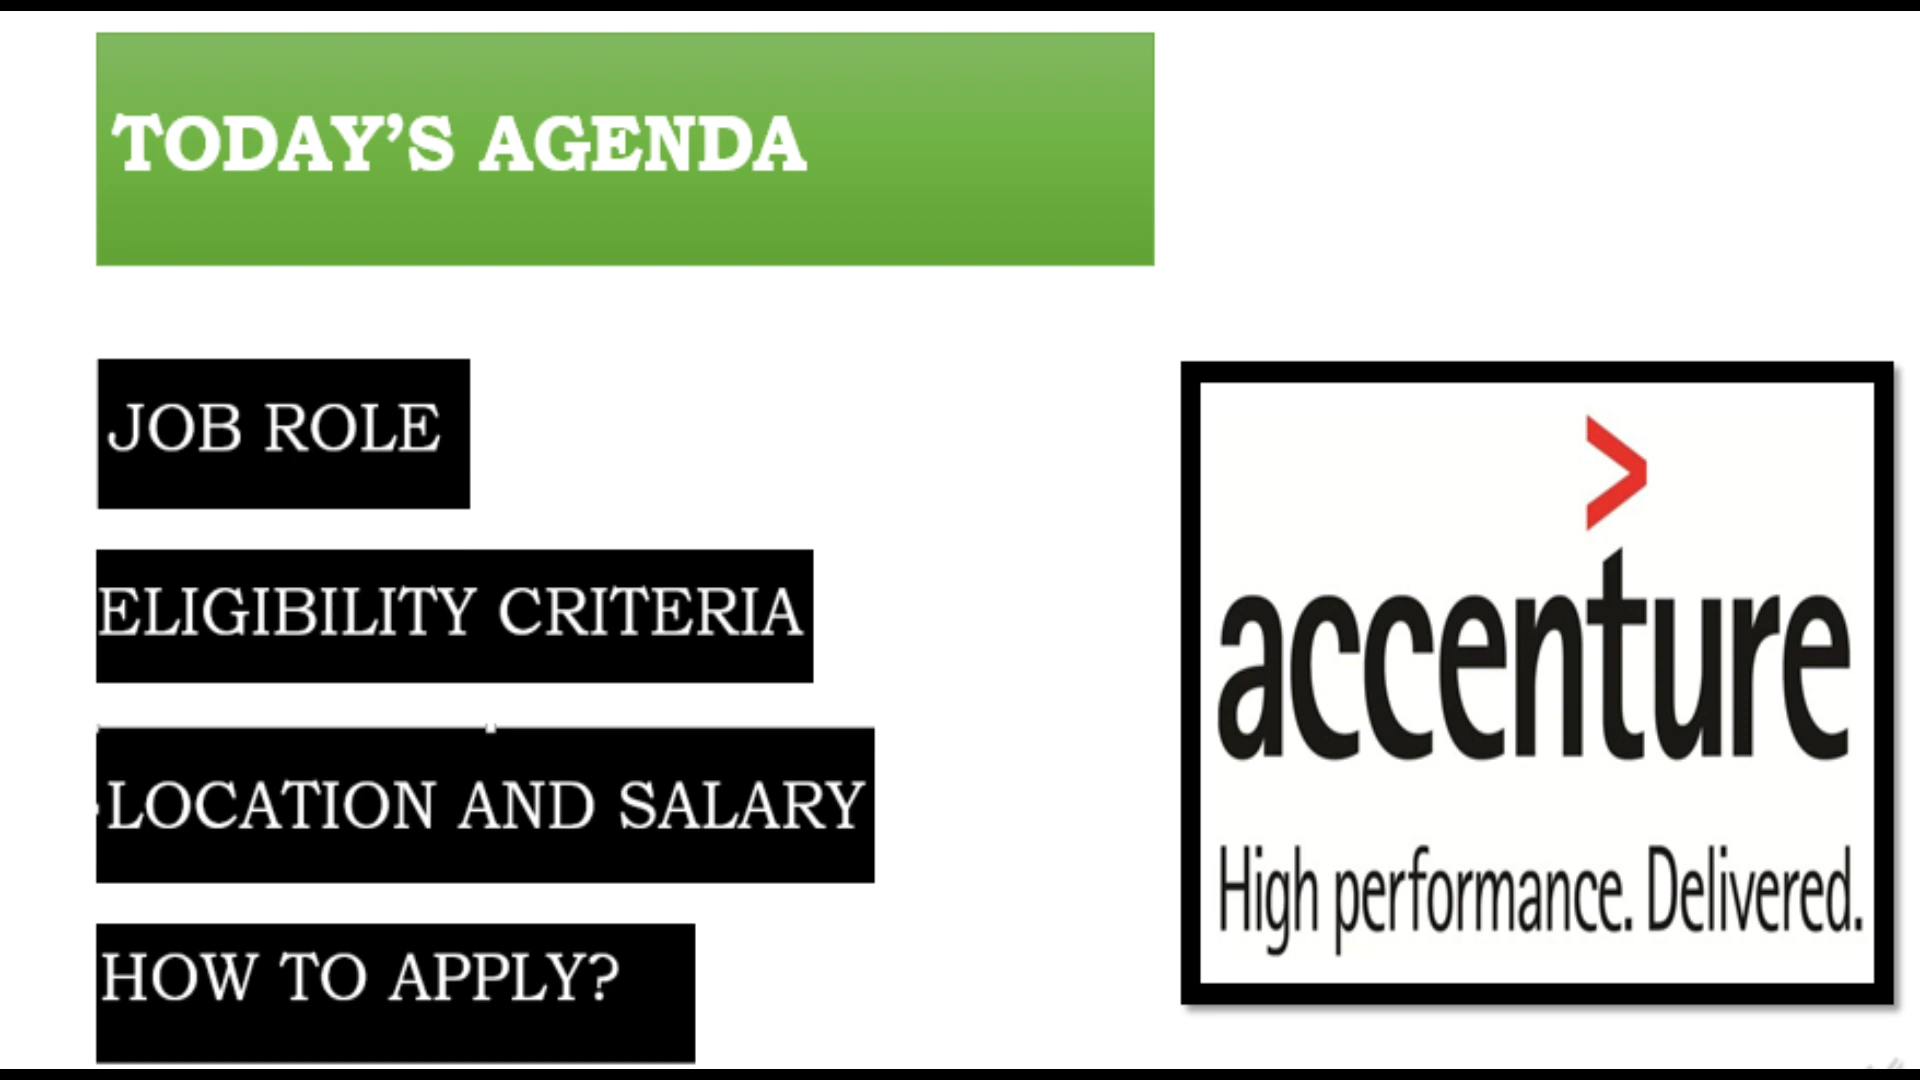 TODAY’S AGENDA
JOB ROLE
ELIGIBILITY CRITERIA
LOCATION AND SALARY
HOW TO APPLY?
>
accenture
High performance. Delivered.